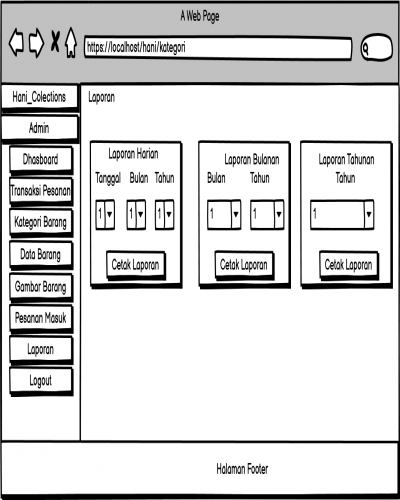 A Web Page
https://localhost/hani/kategori
Hani_Colections
Laporan
Admin
Dhasboard
Transaksi Pesanan
Kategori Barang
Data Barang
Gambar Barang
Pesanan Masuk
Laporan
Logout
Laporan Harian
Tanggal Bulan Tahun
1 1 1
Cetak Laporan
Laporan Bulanan
Bulan Tahun
1 1
Cetak Laporan
Laporan Tahunan
Tahun
1
Cetak Laporan
Halaman Footer